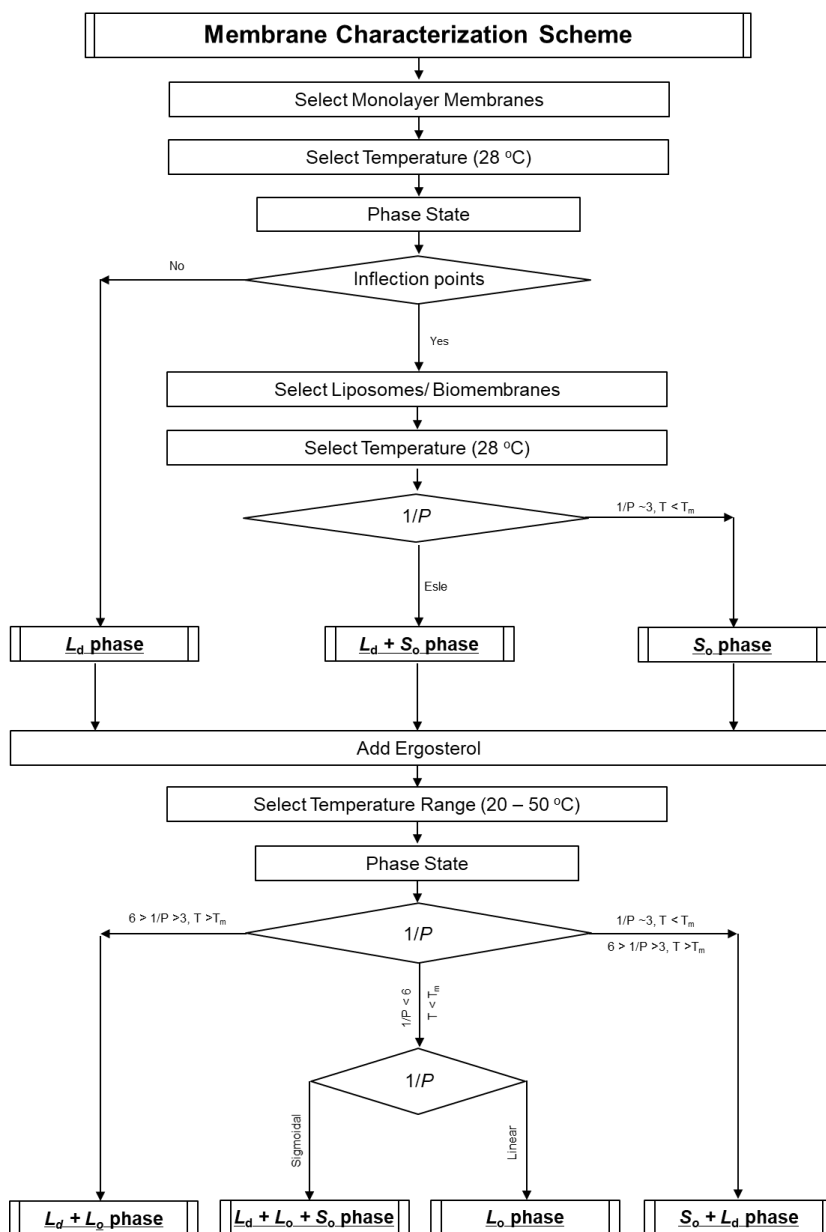 Membrane Characterization Scheme
Select Monolayer Membranes
Select Temperature (28 ºC)
Phase State
No
Inflection points
Yes
Select Liposomes/ Biomembranes
Select Temperature (28 ºC)
1/P
1/P ~3, T < Tm
Esle
Ld phase
Ld + So phase
So phase
Add Ergosterol
Select Temperature Range (20 – 50 ºC)
Phase State
6 > 1/P >3, T >Tm
1/P
1/P ~3, T < Tm
6 > 1/P >3, T >Tm
1/P < 6
T < Tm
1/P
Sigmoidal
Linear
Ld + Lo phase
Ld + Lo + So phase
Lo phase
So + Ld phase